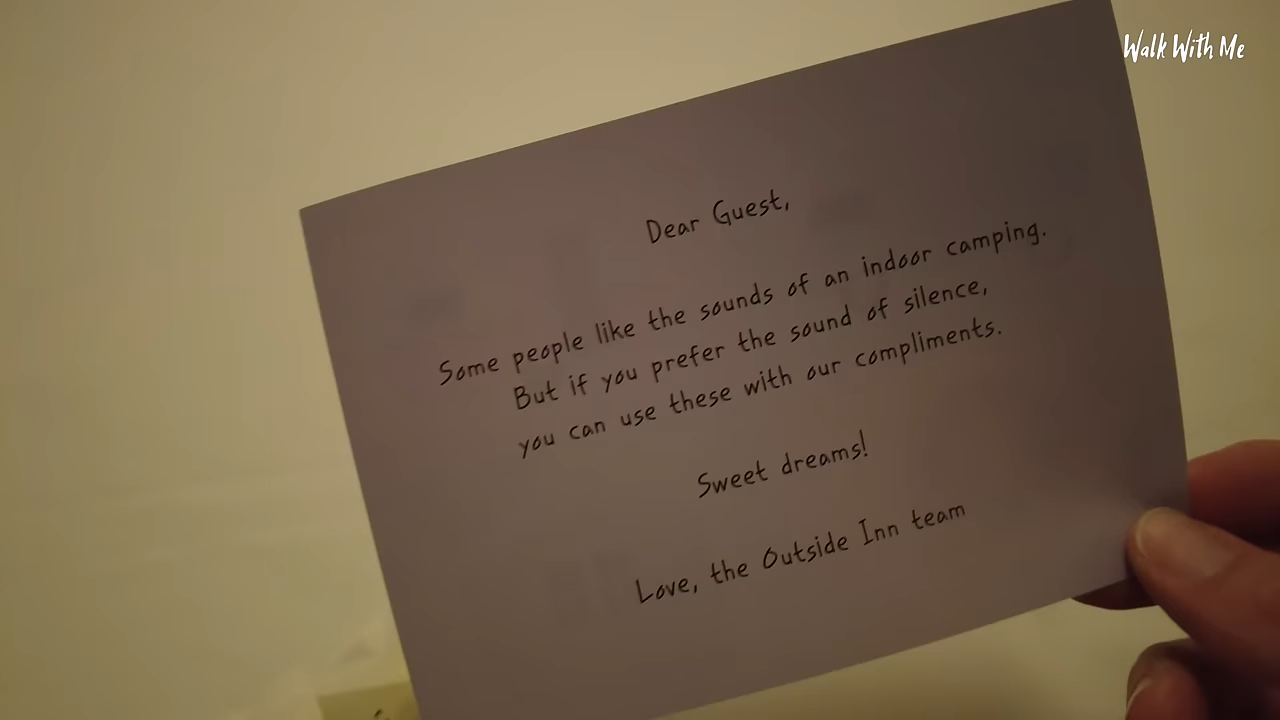 Walk With Me
Dear Guest,
Some people like the sounds of an indoor camping.
But if you prefer the sound of silence,
you can use these with our compliments.
Sweet dreams!
Love, the Outside Inn team